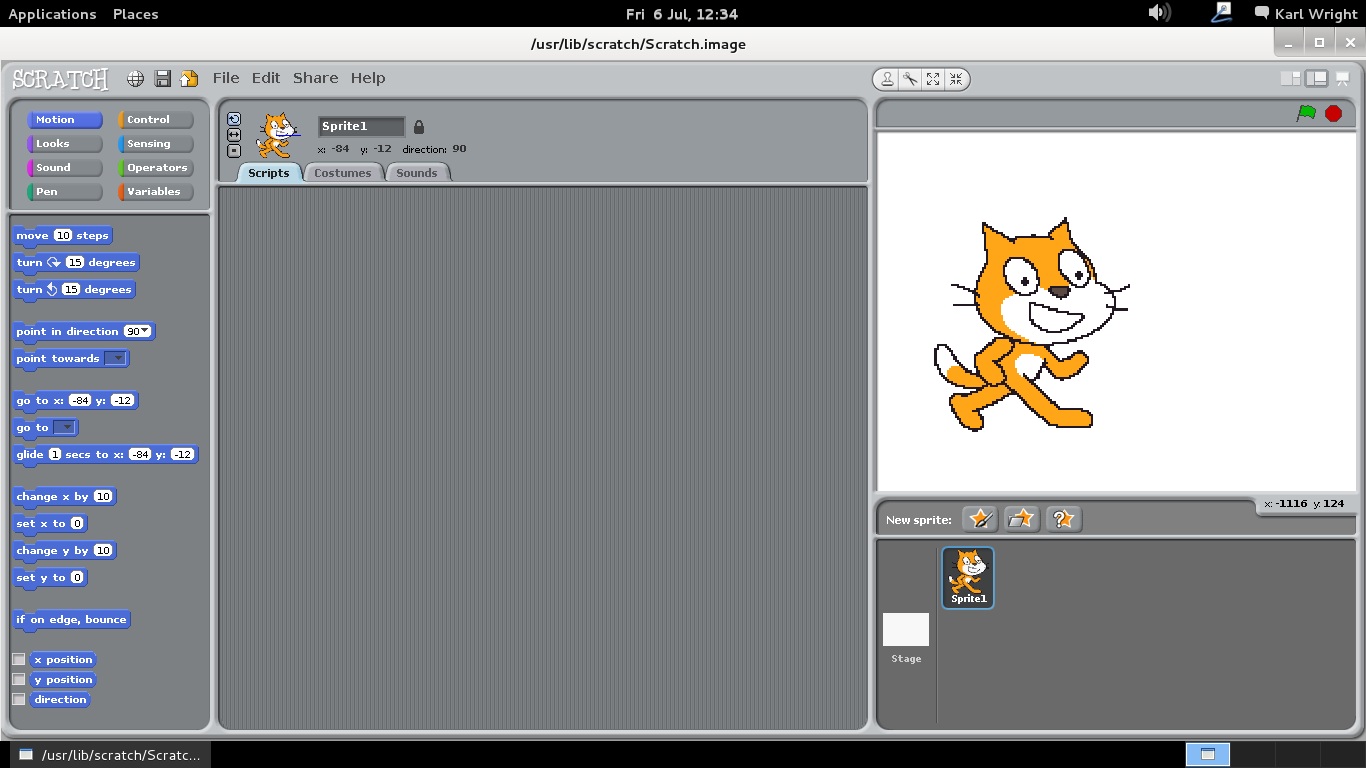 Applications Places Fri 6 Jul, 12:34 Karl Wright
/usr/lib/scratch/Scratch.image
SCRATCH File Edit Share Help
Motion Control
Looks Sensing
Sound Operators
Pen Variables
Sprite1
x: -84 y: -12 direction: 90
Scripts Costumes Sounds
move 10 steps
turn 15 degrees
turn 15 degrees
point in direction 90
point towards
go to x: -84 y: -12
go to
glide 1 secs to x: -84 y: -12
change x by 10
set x to 0
change y by 10
set y to 0
if on edge, bounce
x position
y position
direction
x: -1116 y: 124
New sprite:
Sprite1
Stage
/usr/lib/scratch/Scratc...